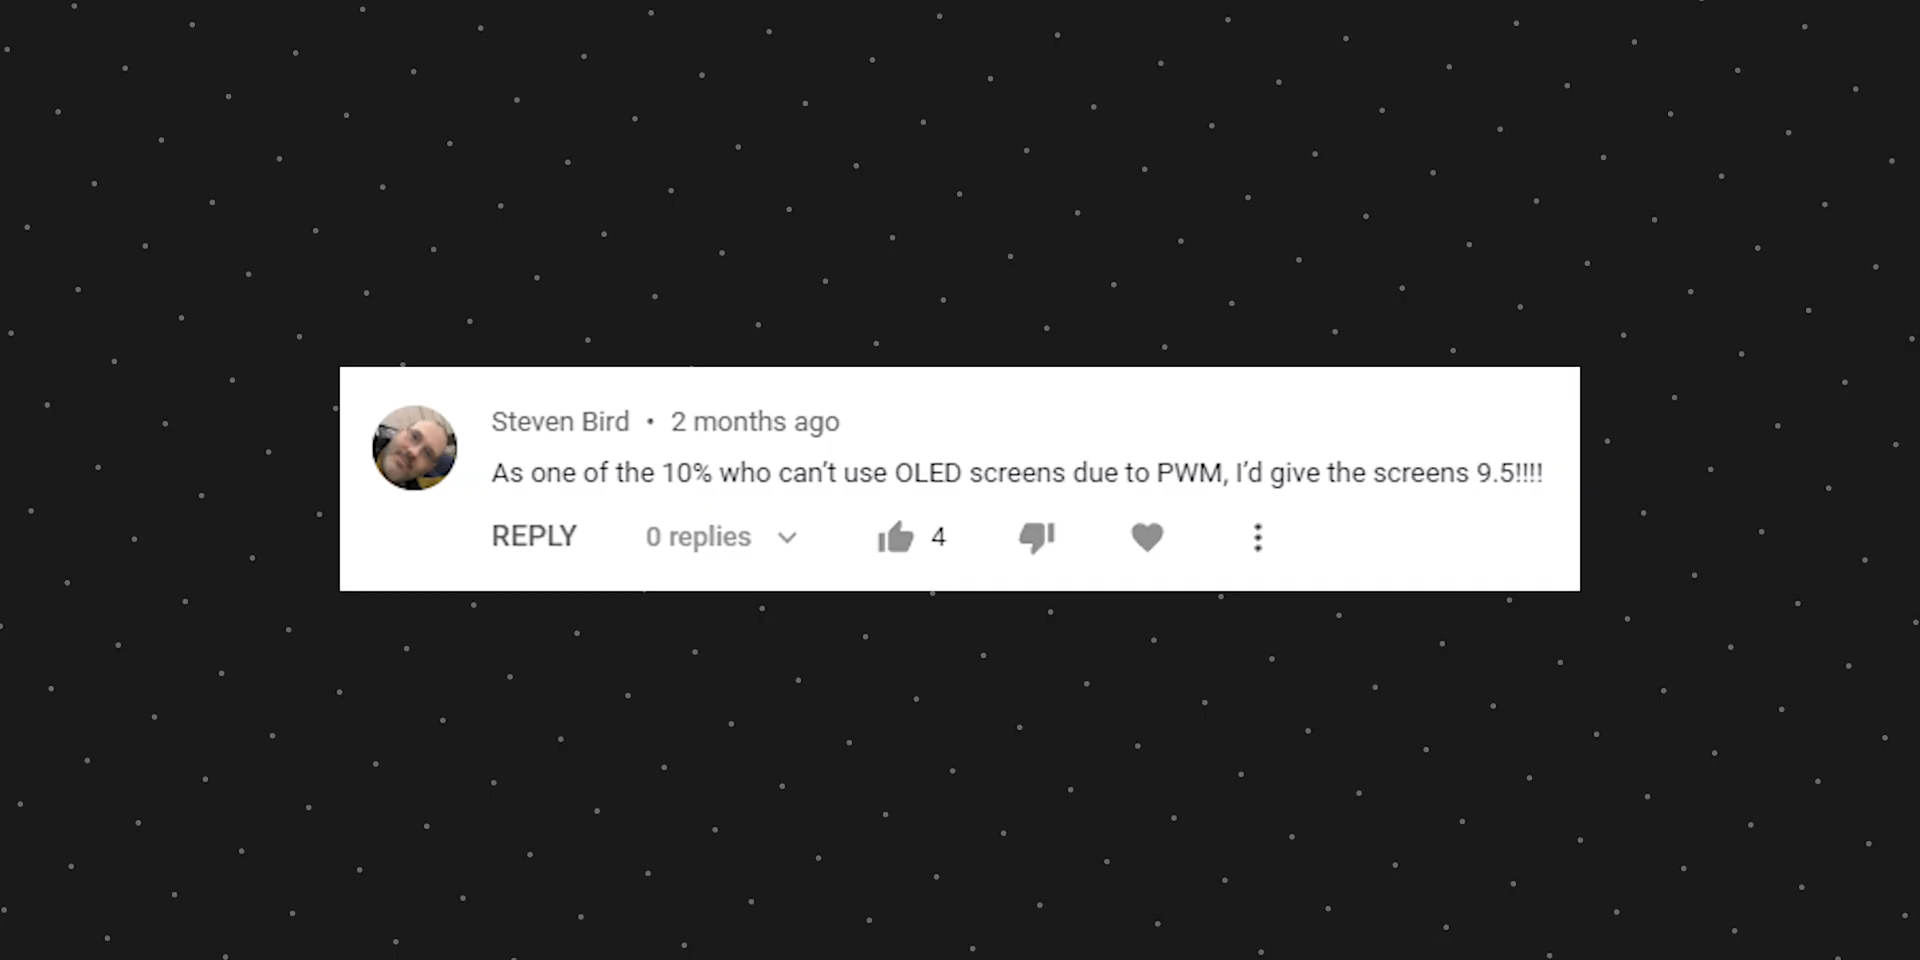 Steven Bird • 2 months ago
As one of the 10% who can’t use OLED screens due to PWM, I’d give the screens 9.5!!!!
REPLY 0 replies 4